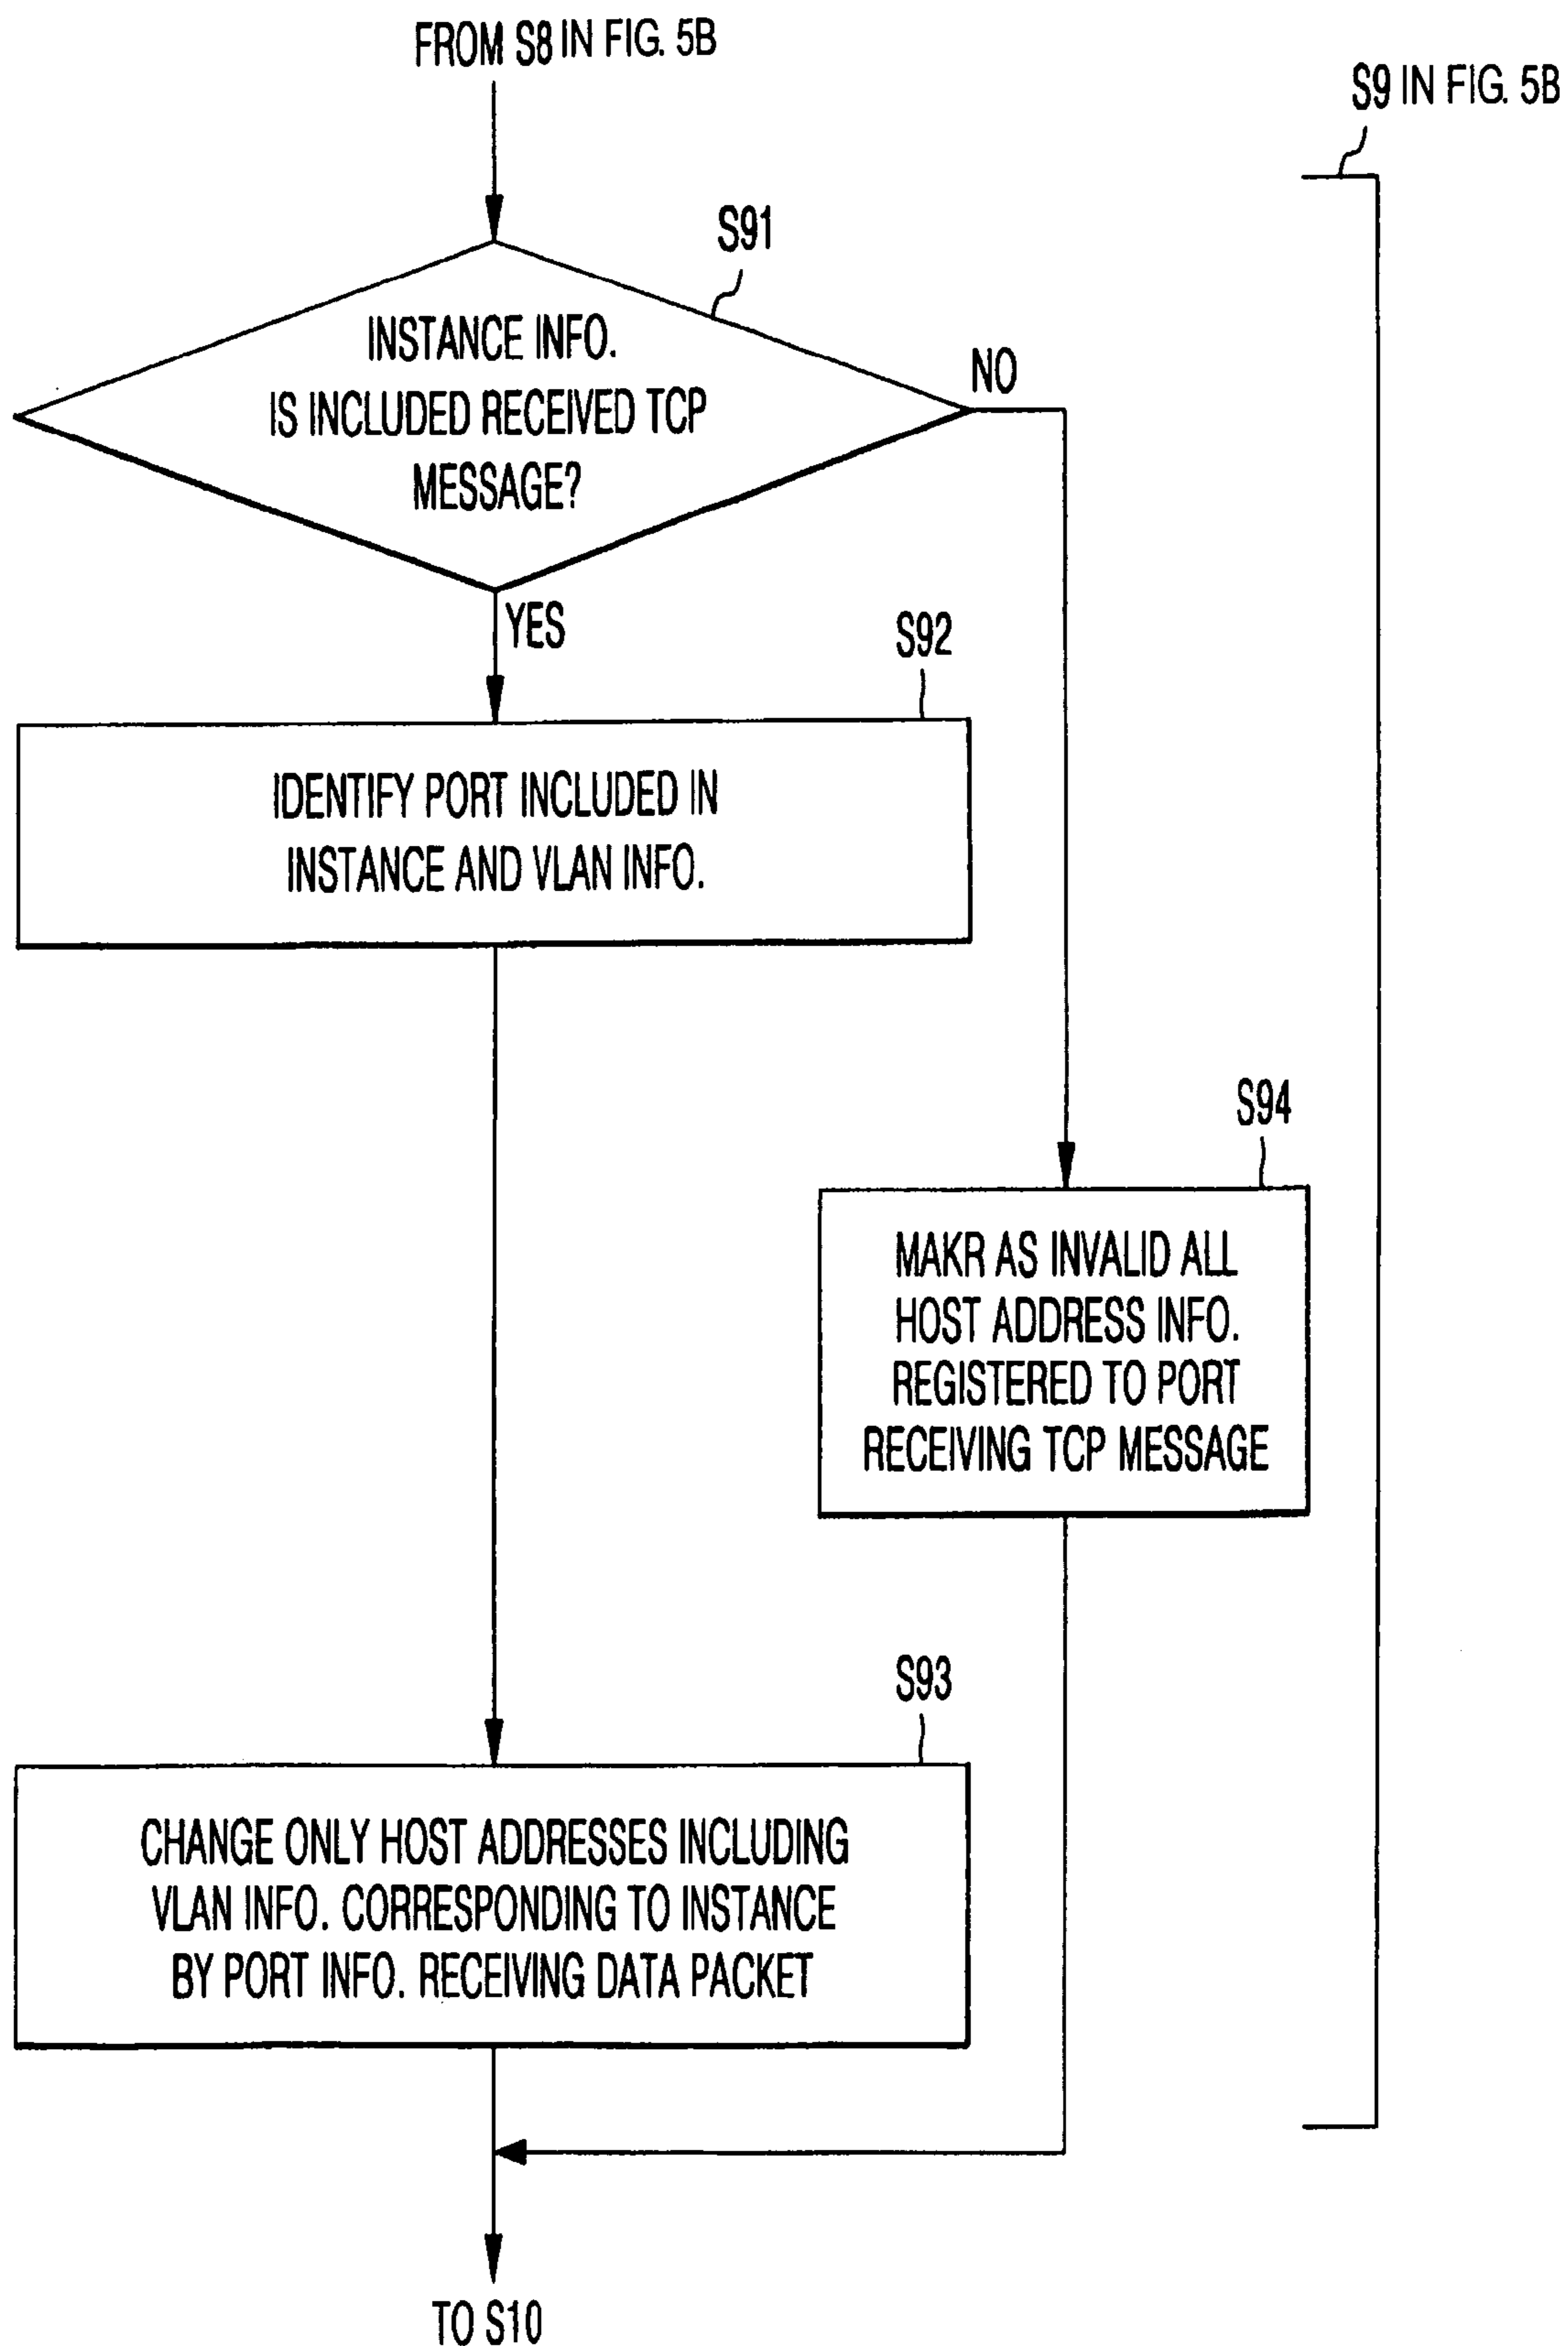 FROM S8 IN FIG. 5B
S9 IN FIG. 5B
S91
INSTANCE INFO.
IS INCLUDED RECEIVED TCP
MESSAGE?
NO
YES
S92
IDENTIFY PORT INCLUDED IN
INSTANCE AND VLAN INFO.
S94
MAKR AS INVALID ALL
HOST ADDRESS INFO.
REGISTERED TO PORT
RECEIVING TCP MESSAGE
S93
CHANGE ONLY HOST ADDRESSES INCLUDING
VLAN INFO. CORRESPONDING TO INSTANCE
BY PORT INFO. RECEIVING DATA PACKET
TO S10